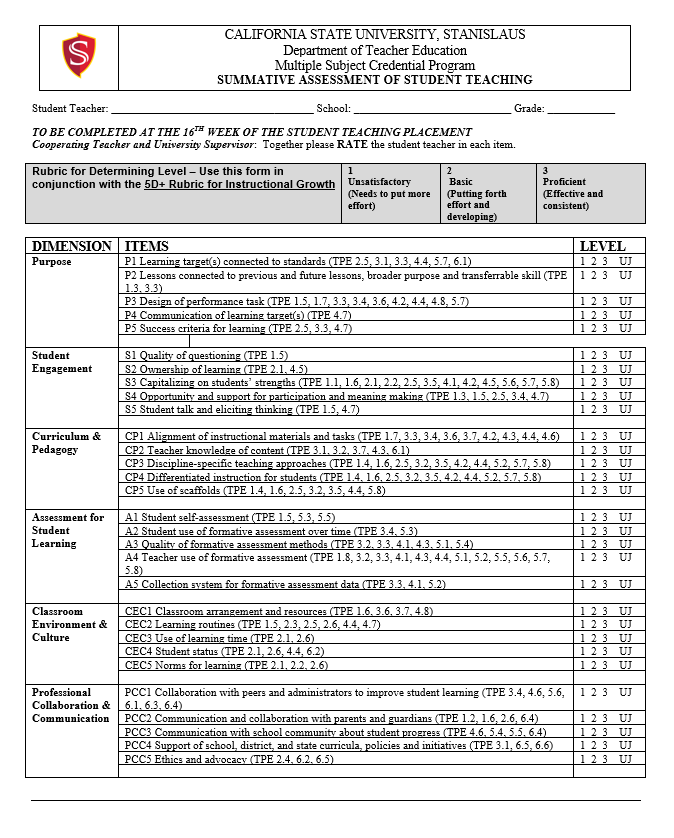 CALIFORNIA STATE UNIVERSITY, STANISLAUS
Department of Teacher Education
Multiple Subject Credential Program
SUMMATIVE ASSESSMENT OF STUDENT TEACHING
S
Student Teacher: ______ School: ______ Grade: ______
TO BE COMPLETED AT THE 16TH WEEK OF THE STUDENT TEACHING PLACEMENT
Cooperating Teacher and University Supervisor: Together please RATE the student teacher in each item.
Rubric for Determining Level – Use this form in
conjunction with the 5D+ Rubric for Instructional Growth
1
Unsatisfactory
(Needs to put more
effort)
2
Basic
(Putting forth
effort and
developing)
3
Proficient
(Effective and
consistent)
DIMENSION ITEMS LEVEL
Purpose
P1 Learning target(s) connected to standards (TPE 2.5, 3.1, 3.3, 4.4, 5.7, 6.1) 1 2 3 UJ
P2 Lessons connected to previous and future lessons, broader purpose and transferrable skill (TPE 1 2 3 UJ
1.3, 3.3)
P3 Design of performance task (TPE 1.5, 1.7, 3.3, 3.4, 3.6, 4.2, 4.4, 4.8, 5.7) 1 2 3 UJ
P4 Communication of learning target(s) (TPE 4.7) 1 2 3 UJ
P5 Success criteria for learning (TPE 2.5, 3.3, 4.7) 1 2 3 UJ
Student
Engagement
S1 Quality of questioning (TPE 1.5) 1 2 3 UJ
S2 Ownership of learning (TPE 2.1, 4.5) 1 2 3 UJ
S3 Capitalizing on students’ strengths (TPE 1.1, 1.6, 2.1, 2.2, 2.5, 3.5, 4.1, 4.2, 4.5, 5.6, 5.7, 5.8) 1 2 3 UJ
S4 Opportunity and support for participation and meaning making (TPE 1.3, 1.5, 2.5, 3.4, 4.7) 1 2 3 UJ
S5 Student talk and eliciting thinking (TPE 1.5, 4.7) 1 2 3 UJ
Curriculum &
Pedagogy
CP1 Alignment of instructional materials and tasks (TPE 1.7, 3.3, 3.4, 3.6, 3.7, 4.2, 4.3, 4.4, 4.6) 1 2 3 UJ
CP2 Teacher knowledge of content (TPE 3.1, 3.2, 3.7, 4.3, 6.1) 1 2 3 UJ
CP3 Discipline-specific teaching approaches (TPE 1.4, 1.6, 2.5, 3.2, 3.5, 4.2, 4.4, 5.2, 5.7, 5.8) 1 2 3 UJ
CP4 Differentiated instruction for students (TPE 1.4, 1.6, 2.5, 3.2, 3.5, 4.2, 4.4, 5.2, 5.7, 5.8) 1 2 3 UJ
CP5 Use of scaffolds (TPE 1.4, 1.6, 2.5, 3.2, 3.5, 4.4, 5.8) 1 2 3 UJ
Assessment for
Student
Learning
A1 Student self-assessment (TPE 1.5, 5.3, 5.5) 1 2 3 UJ
A2 Student use of formative assessment over time (TPE 3.4, 5.3) 1 2 3 UJ
A3 Quality of formative assessment methods (TPE 3.2, 3.3, 4.1, 4.3, 5.1, 5.4) 1 2 3 UJ
A4 Teacher use of formative assessment (TPE 1.8, 3.2, 3.3, 4.1, 4.3, 4.4, 5.1, 5.2, 5.5, 5.6, 5.7, 1 2 3 UJ
5.8)
A5 Collection system for formative assessment data (TPE 3.3, 4.1, 5.2) 1 2 3 UJ
Classroom
Environment &
Culture
CEC1 Classroom arrangement and resources (TPE 1.6, 3.6, 3.7, 4.8) 1 2 3 UJ
CEC2 Learning routines (TPE 1.5, 2.3, 2.5, 2.6, 4.4, 4.7) 1 2 3 UJ
CEC3 Use of learning time (TPE 2.1, 2.6) 1 2 3 UJ
CEC4 Student status (TPE 2.1, 2.6, 4.4, 6.2) 1 2 3 UJ
CEC5 Norms for learning (TPE 2.1, 2.2, 2.6) 1 2 3 UJ
Professional
Collaboration &
Communication
PCC1 Collaboration with peers and administrators to improve student learning (TPE 3.4, 4.6, 5.6, 1 2 3 UJ
6.1, 6.3, 6.4)
PCC2 Communication and collaboration with parents and guardians (TPE 1.2, 1.6, 2.6, 6.4) 1 2 3 UJ
PCC3 Communication with school community about student progress (TPE 4.6, 5.4, 5.5, 6.4) 1 2 3 UJ
PCC4 Support of school, district, and state curricula, policies and initiatives (TPE 3.1, 6.5, 6.6) 1 2 3 UJ
PCC5 Ethics and advocacy (TPE 2.4, 6.2, 6.5) 1 2 3 UJ